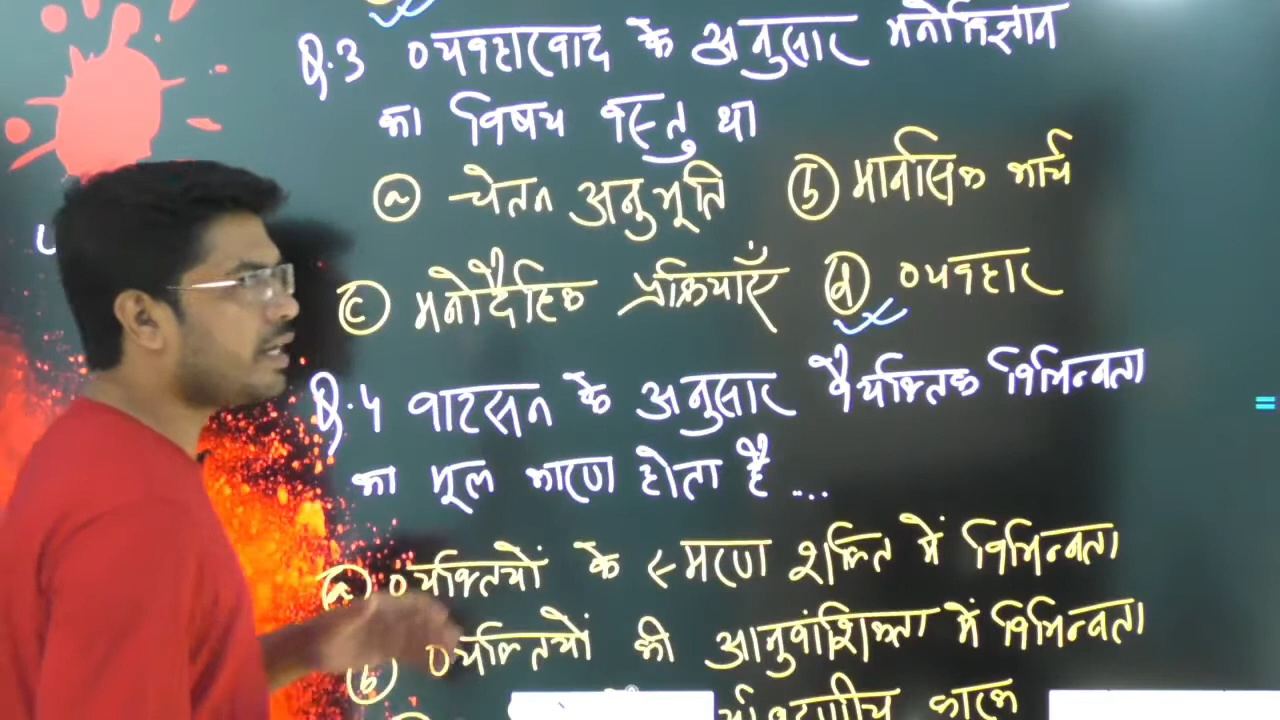 Q.3 व्यवहारवाद के अनुसार मनोविज्ञान
का विषय वस्तु था
(a) चेतन अनुभूति (b) मानसिक कार्य
(c) मनोदैहिक प्रक्रियाएँ (d) व्यवहार
Q.4 वाटसन के अनुसार वैयक्तिक विभिन्नता
का मूल कारण होता है ...
(a) व्यक्तियों के स्मरण शक्ति में विभिन्नता
(b) व्यक्तियों की आनुवांशिकता में विभिन्नता
कारक